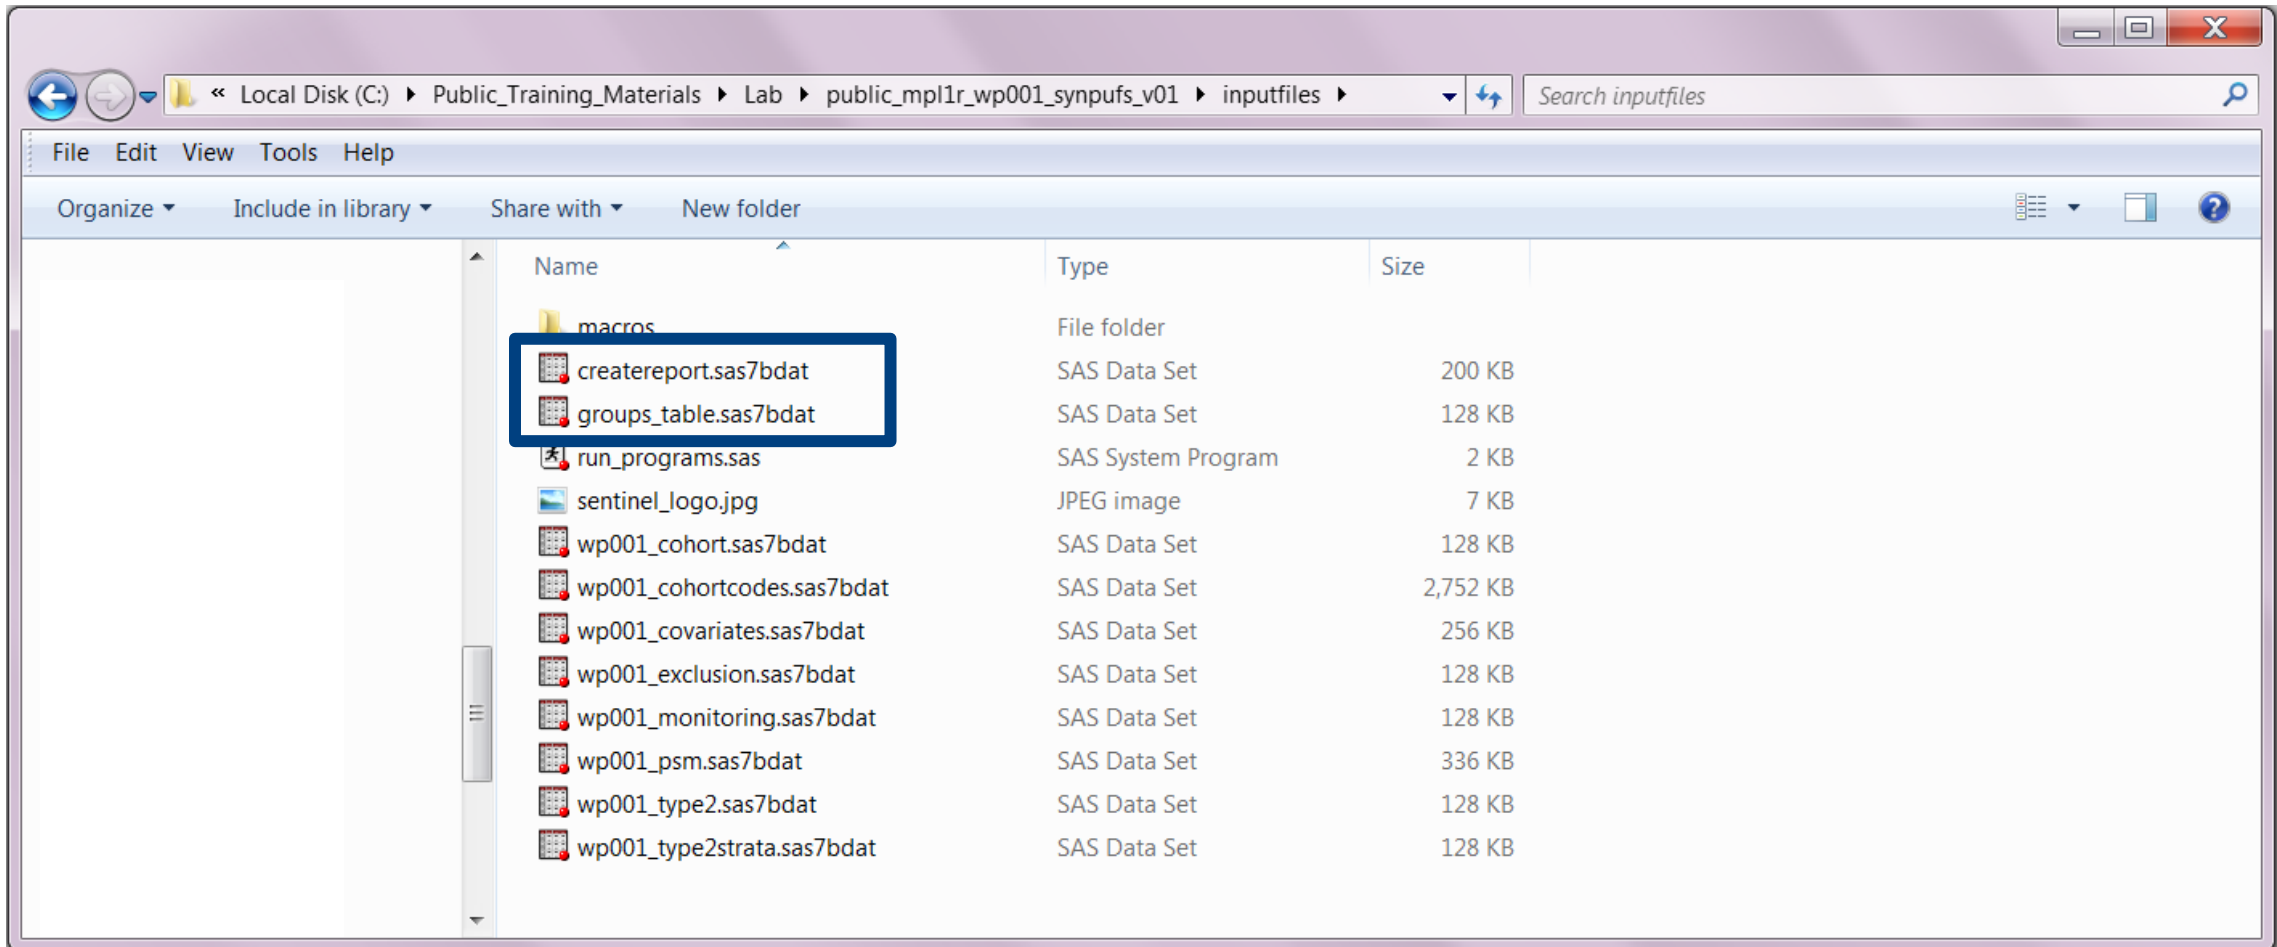 « Local Disk (C:) Public_Training_Materials Lab public_mpl1r_wp001_synpufs_v01 inputfiles Search inputfiles
File Edit View Tools Help
Organize Include in library Share with New folder
Name Type Size
macros File folder
createreport.sas7bdat SAS Data Set 200 KB
groups_table.sas7bdat SAS Data Set 128 KB
run_programs.sas SAS System Program 2 KB
sentinel_logo.jpg JPEG image 7 KB
wp001_cohort.sas7bdat SAS Data Set 128 KB
wp001_cohortcodes.sas7bdat SAS Data Set 2,752 KB
wp001_covariates.sas7bdat SAS Data Set 256 KB
wp001_exclusion.sas7bdat SAS Data Set 128 KB
wp001_monitoring.sas7bdat SAS Data Set 128 KB
wp001_psm.sas7bdat SAS Data Set 336 KB
wp001_type2.sas7bdat SAS Data Set 128 KB
wp001_type2strata.sas7bdat SAS Data Set 128 KB